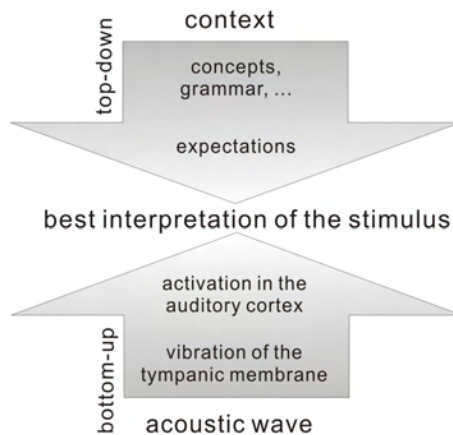 context
top-down
concepts,
grammar, ...
expectations
best interpretation of the stimulus
activation in the
auditory cortex
vibration of the
tympanic membrane
bottom-up
acoustic wave